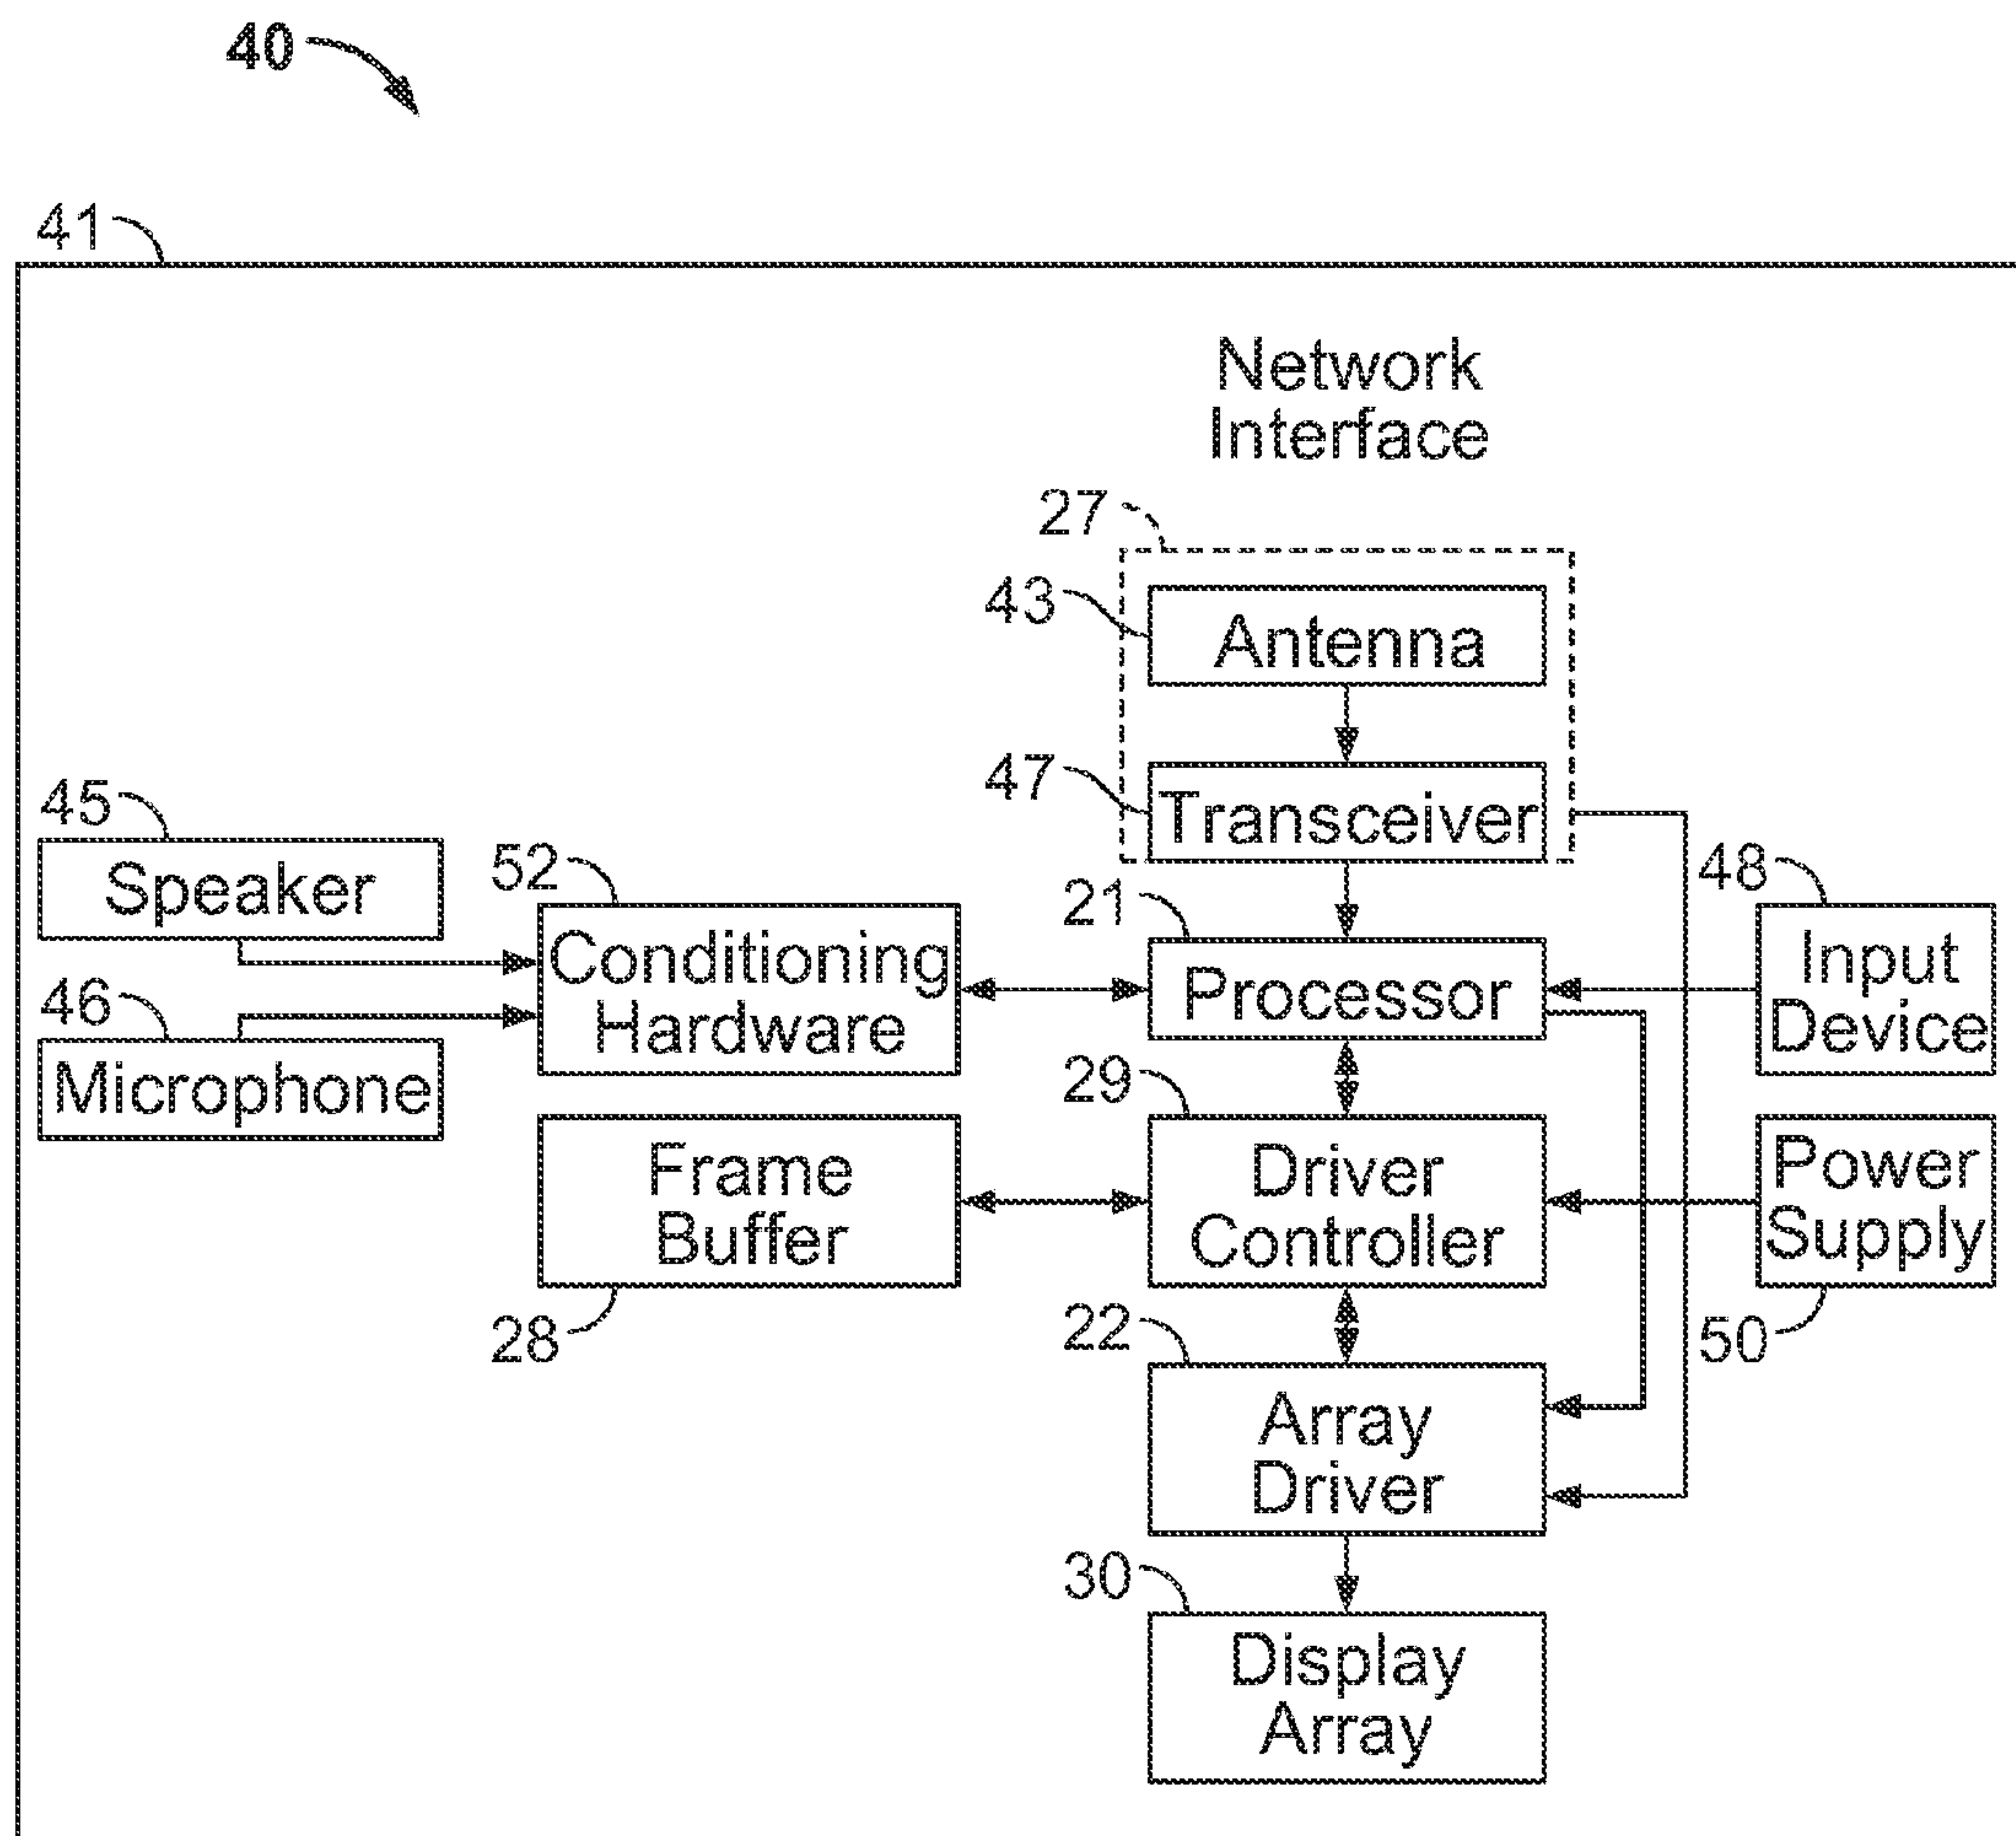 40
41
Network
Interface
27
43
Antenna
47
Transceiver
45
Speaker
52
Conditioning
Hardware
21
Processor
48
Input
Device
46
Microphone
29
Driver
Controller
Frame
Buffer
28
Power
Supply
50
22
Array
Driver
30
Display
Array